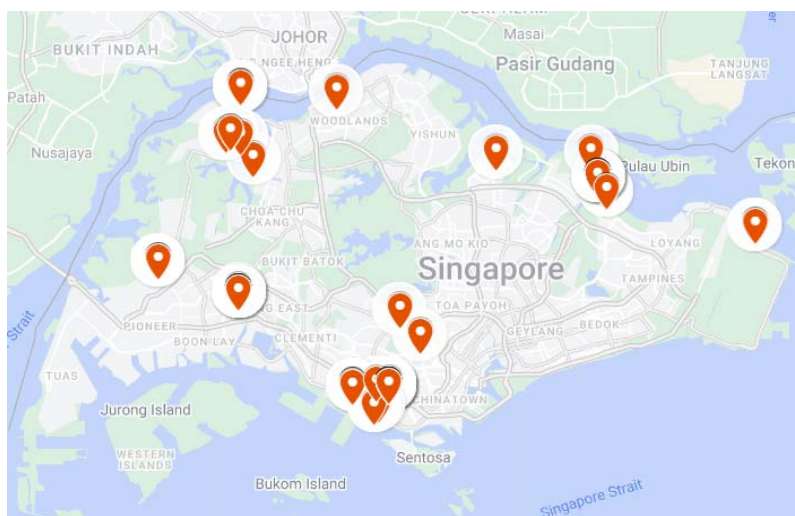 BUKIT INDAH
JOHOR
NGEE HENG
Masai
Pasir Gudang
TANJUNG
LANGSAT
Patah
Nusajaya
WOODLANDS
YISHUN
Pulau Ubin
Tekon
CHOA CHU
KANG
ANG MO KIO
LOYANG
BUKIT BATOK
Singapore
TAMPINES
TOA PAYOH
PIONEER
EAST
GEYLANG
BEDOK
BOON LAY
CLEMENTI
Strait
TUAS
CHINATOWN
Jurong Island
WESTERN
ISLANDS
Sentosa
Bukom Island
Singapore Strait